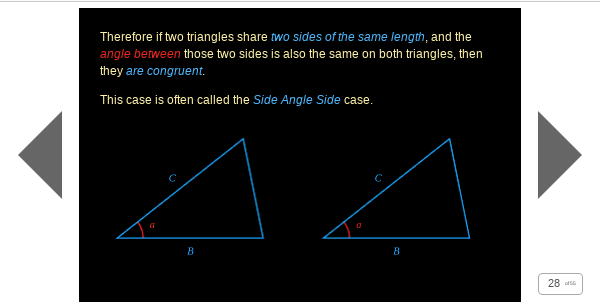 Therefore if two triangles share two sides of the same length, and the
angle between those two sides is also the same on both triangles, then
they are congruent.
This case is often called the Side Angle Side case.
C
C
a
a
B
B
28 of 55